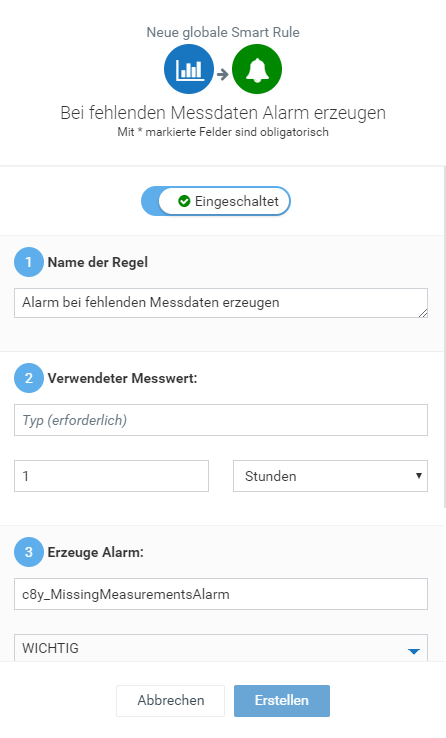 Neue globale Smart Rule
Bei fehlenden Messdaten Alarm erzeugen
Mit * markierte Felder sind obligatorisch
Eingeschaltet
1 Name der Regel
Alarm bei fehlenden Messdaten erzeugen
2 Verwendeter Messwert:
Typ (erforderlich)
1 Stunden
3 Erzeuge Alarm:
c8y_MissingMeasurementsAlarm
WICHTIG
Abbrechen Erstellen